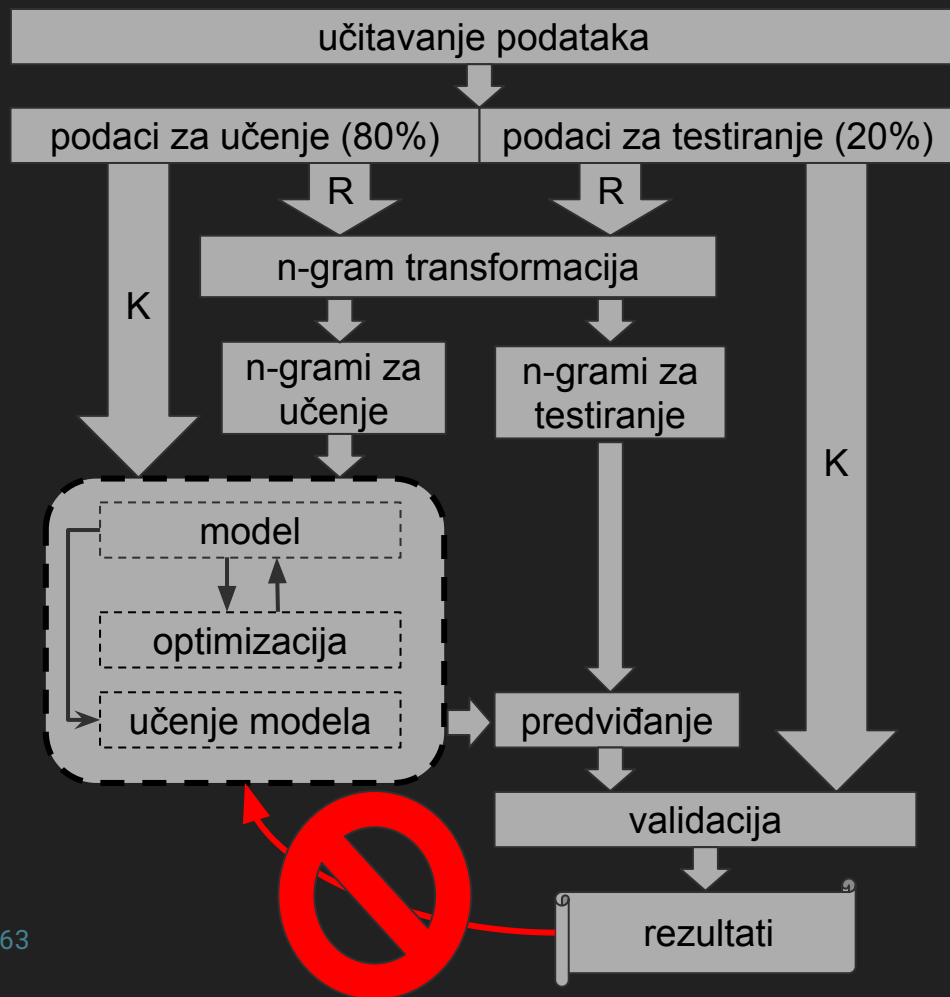 učitavanje podataka
podaci za učenje (80%)
podaci za testiranje (20%)
R
R
n-gram transformacija
K
n-grami za
učenje
n-grami za
testiranje
K
model
optimizacija
učenje modela
predviđanje
validacija
rezultati
63